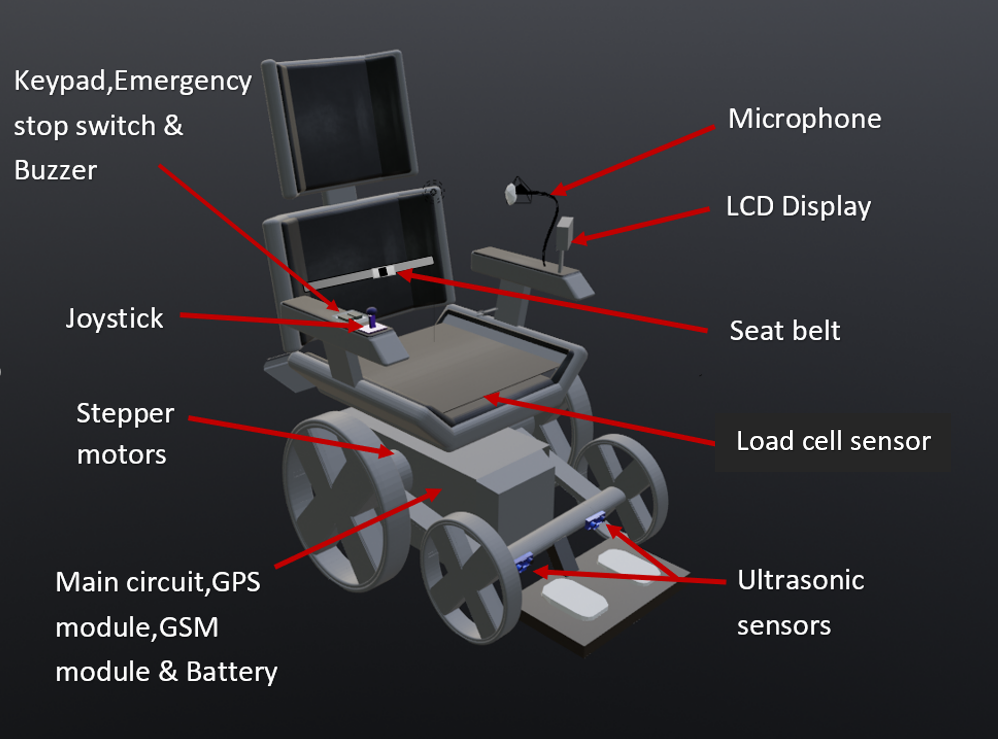 Keypad,Emergency
stop switch &
Buzzer
Joystick
Stepper
motors
Main circuit,GPS
module,GSM
module & Battery
Microphone
LCD Display
Seat belt
Load cell sensor
Ultrasonic
sensors